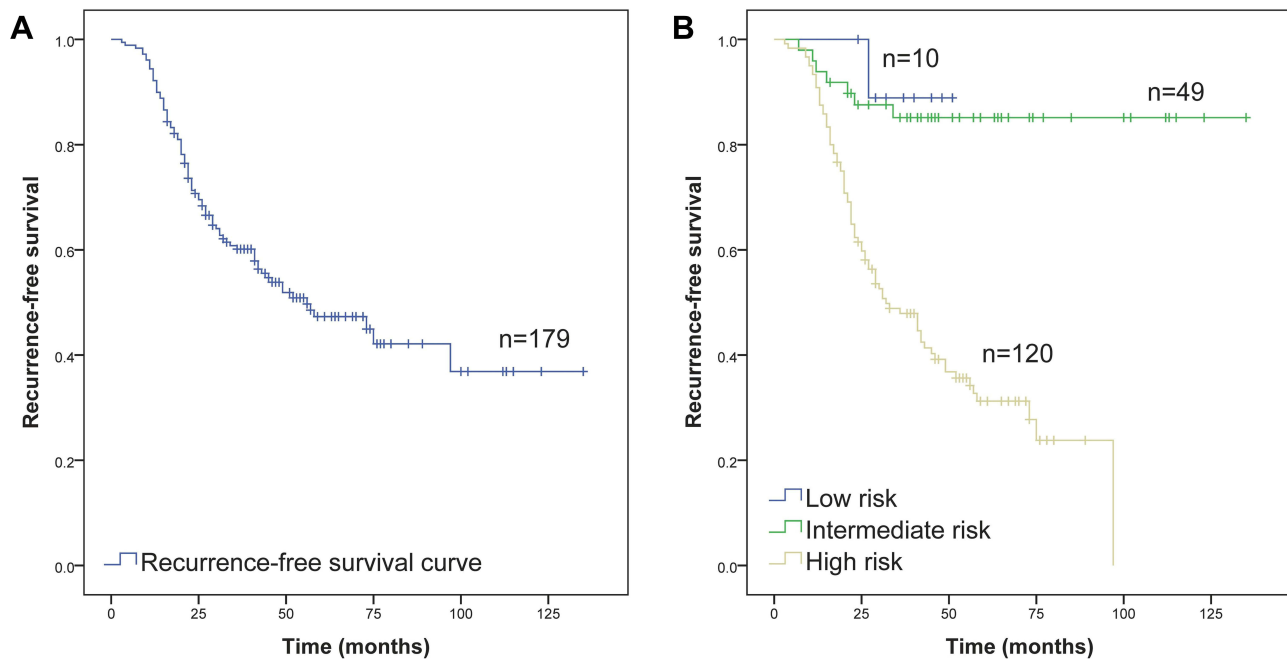 A
1.0
0.8
0.6
0.4
0.2
0.0
Recurrence-free survival
n=179
Recurrence-free survival curve
0 25 50 75 100 125
Time (months)
B
1.0
0.8
0.6
0.4
0.2
0.0
Recurrence-free survival
n=10
n=49
n=120
Low risk
Intermediate risk
High risk
0 25 50 75 100 125
Time (months)